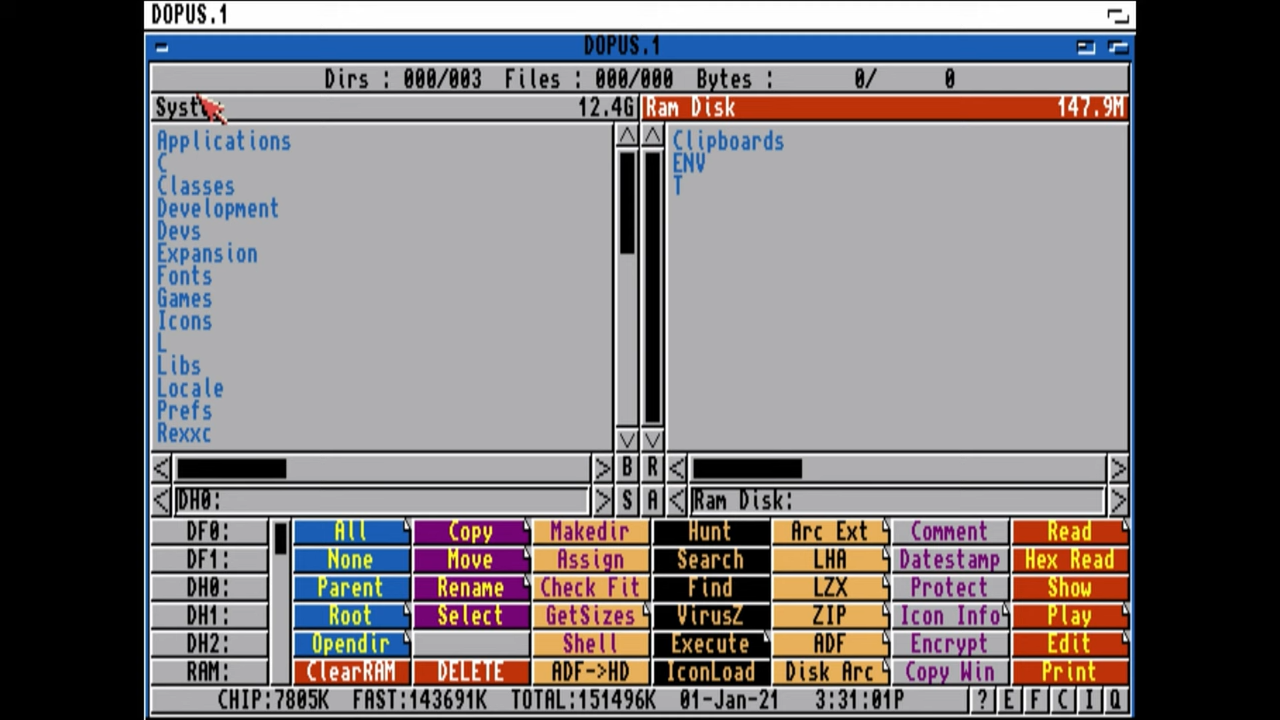 DOPUS.1
DOPUS.1
Dirs : 000/003 Files : 000/000 Bytes : 0/ 0
12.4G Ram Disk 147.9M
Applications Clipboards
C ENV
Classes T
Development
Devs
Expansion
Fonts
Games
Icons
L
Libs
Locale
Prefs
Rexxc
B R
DH0: S A Ram Disk:
DF0: All Copy Makedir Hunt Arc Ext Comment Read
DF1: None Move Assign Search LHA Datestamp Hex Read
DH0: Parent Rename Check Fit Find LZX Protect Show
DH1: Root Select GetSizes VirusZ ZIP Icon Info Play
DH2: Opendir Shell Execute ADF Encrypt Edit
RAM: ClearRAM DELETE ADF->HD IconLoad Disk Arc Copy Win Print
CHIP:7805K FAST:143691K TOTAL:151496K 01-Jan-21 3:31:01P ? E F C I Q